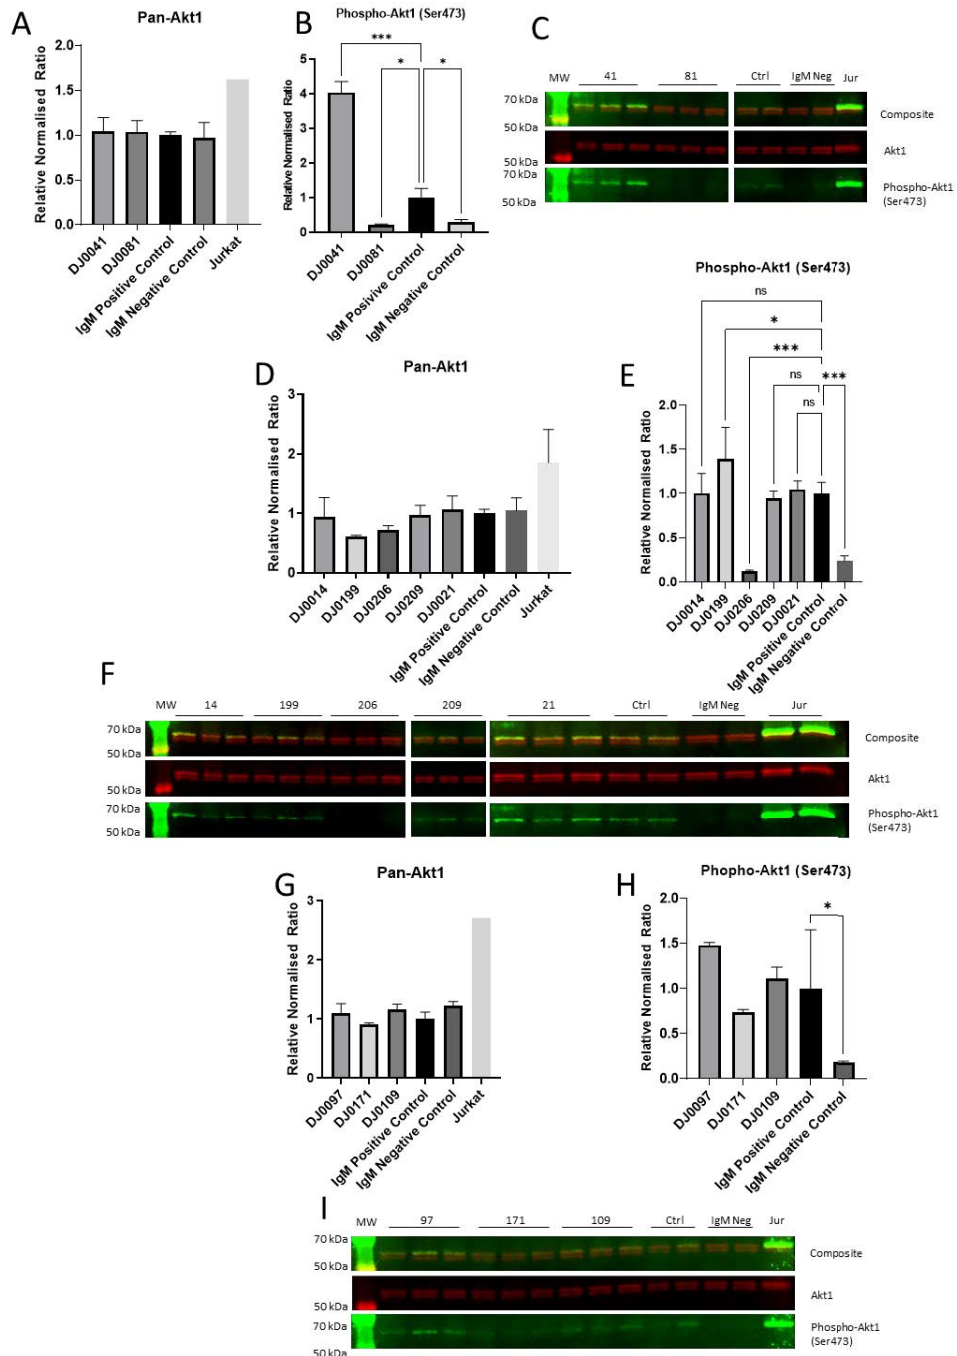 A
Pan-Akt1
Relative Normalised Ratio
2.0
1.5
1.0
0.5
0.0
DJ0041
DJ0081
IgM Positive Control
IgM Negative Control
Jurkat
B
Phospho-Akt1 (Ser473)
***
*
*
Relative Normalised Ratio
5
4
3
2
1
0
DJ0041
DJ0081
IgM Posivive Control
IgM Negative Control
C
MW 41 81 Ctrl IgM Neg Jur
70 kDa
50 kDa
Composite
50 kDa
Akt1
70 kDa
50 kDa
Phospho-Akt1
(Ser473)
D
Pan-Akt1
Relative Normalised Ratio
3
2
1
0
DJ0014
DJ0199
DJ0206
DJ0209
DJ0021
IgM Positive Control
IgM Negative Control
Jurkat
E
Phospho-Akt1 (Ser473)
ns
*
***
ns
***
ns
Relative Normalised Ratio
2.0
1.5
1.0
0.5
0.0
DJ0014
DJ0199
DJ0206
DJ0209
DJ0021
IgM Positive Control
IgM Negative Control
F
MW 14 199 206 209 21 Ctrl IgM Neg Jur
70 kDa
50 kDa
Composite
50 kDa
Akt1
70 kDa
50 kDa
Phospho-Akt1
(Ser473)
G
Pan-Akt1
Relative Normalised Ratio
3
2
1
0
DJ0097
DJ0171
DJ0109
IgM Positive Control
IgM Negative Control
Jurkat
H
Phopho-Akt1 (Ser473)
*
Relative Normalised Ratio
2.0
1.5
1.0
0.5
0.0
DJ0097
DJ0171
DJ0109
IgM Positive Control
IgM Negative Control
I
MW 97 171 109 Ctrl IgM Neg Jur
70 kDa
50 kDa
Composite
50 kDa
Akt1
70 kDa
50 kDa
Phospho-Akt1
(Ser473)